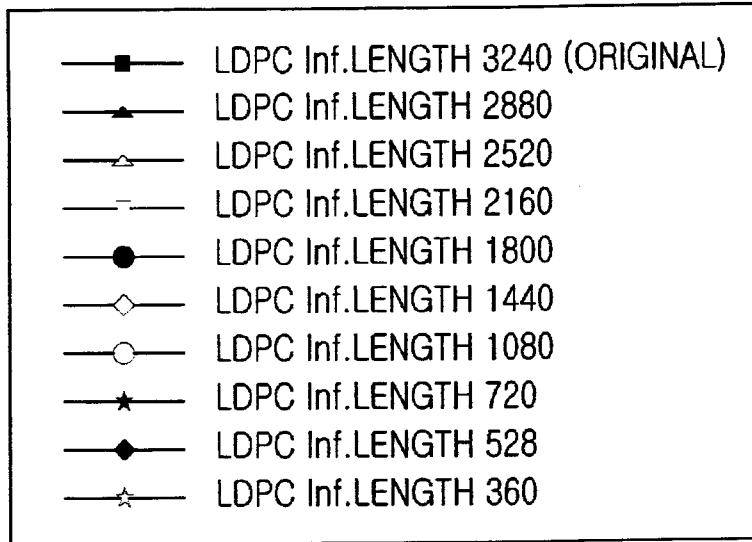 LDPC Inf.LENGTH 3240 (ORIGINAL)
LDPC Inf.LENGTH 2880
LDPC Inf.LENGTH 2520
LDPC Inf.LENGTH 2160
LDPC Inf.LENGTH 1800
LDPC Inf.LENGTH 1440
LDPC Inf.LENGTH 1080
LDPC Inf.LENGTH 720
LDPC Inf.LENGTH 528
LDPC Inf.LENGTH 360